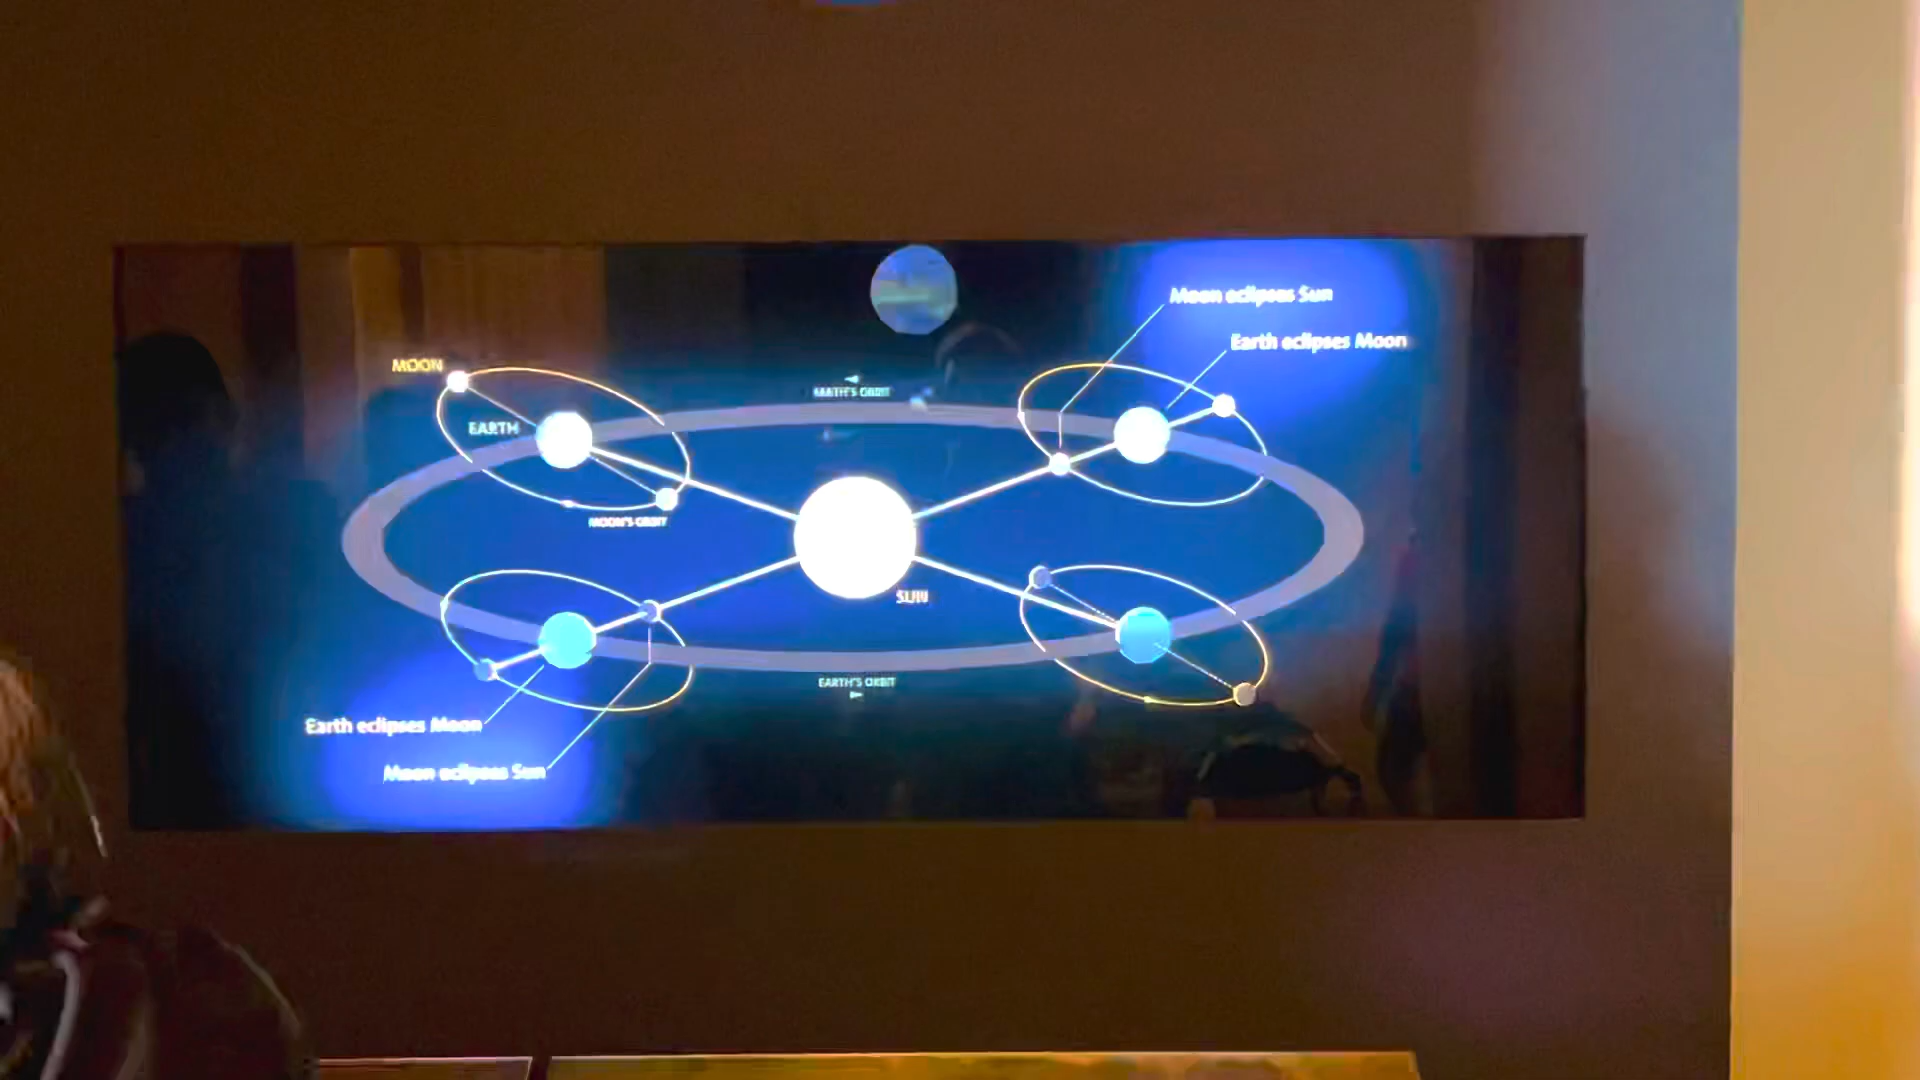 Moon eclipses Sun
Earth eclipses Moon
MOON
EARTH'S ORBIT
EARTH
MOON'S ORBIT
SUN
EARTH'S ORBIT
Earth eclipses Moon
Moon eclipses Sun